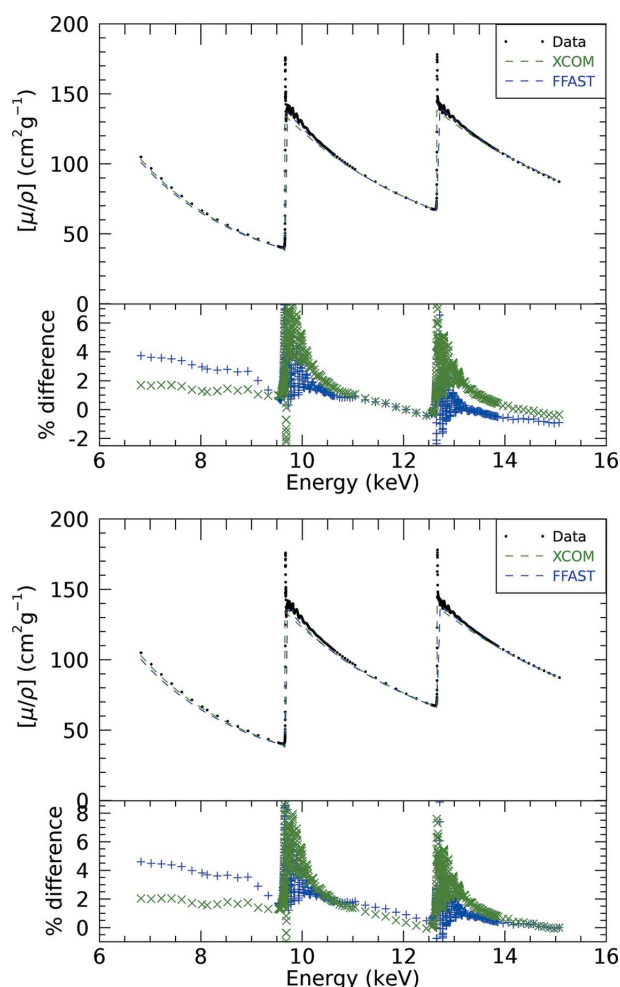 200
150
100
50
0
[μ/ρ] (cm²g⁻¹)
Data
XCOM
FFAST
6
4
2
0
-2
% difference
6 8 10 12 14 16
Energy (keV)
200
150
100
50
0
[μ/ρ] (cm²g⁻¹)
Data
XCOM
FFAST
8
6
4
2
0
% difference
6 8 10 12 14 16
Energy (keV)